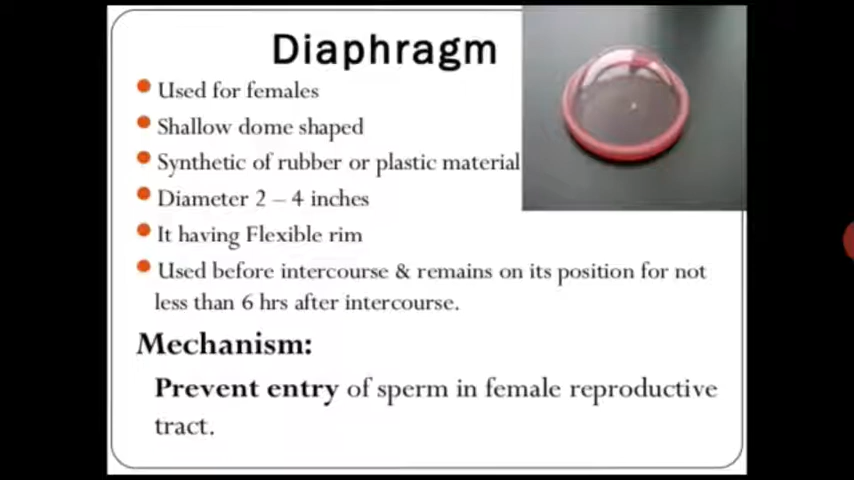 Diaphragm
Used for females
Shallow dome shaped
Synthetic of rubber or plastic material
Diameter 2 – 4 inches
It having Flexible rim
Used before intercourse & remains on its position for not
less than 6 hrs after intercourse.
Mechanism:
Prevent entry of sperm in female reproductive
tract.